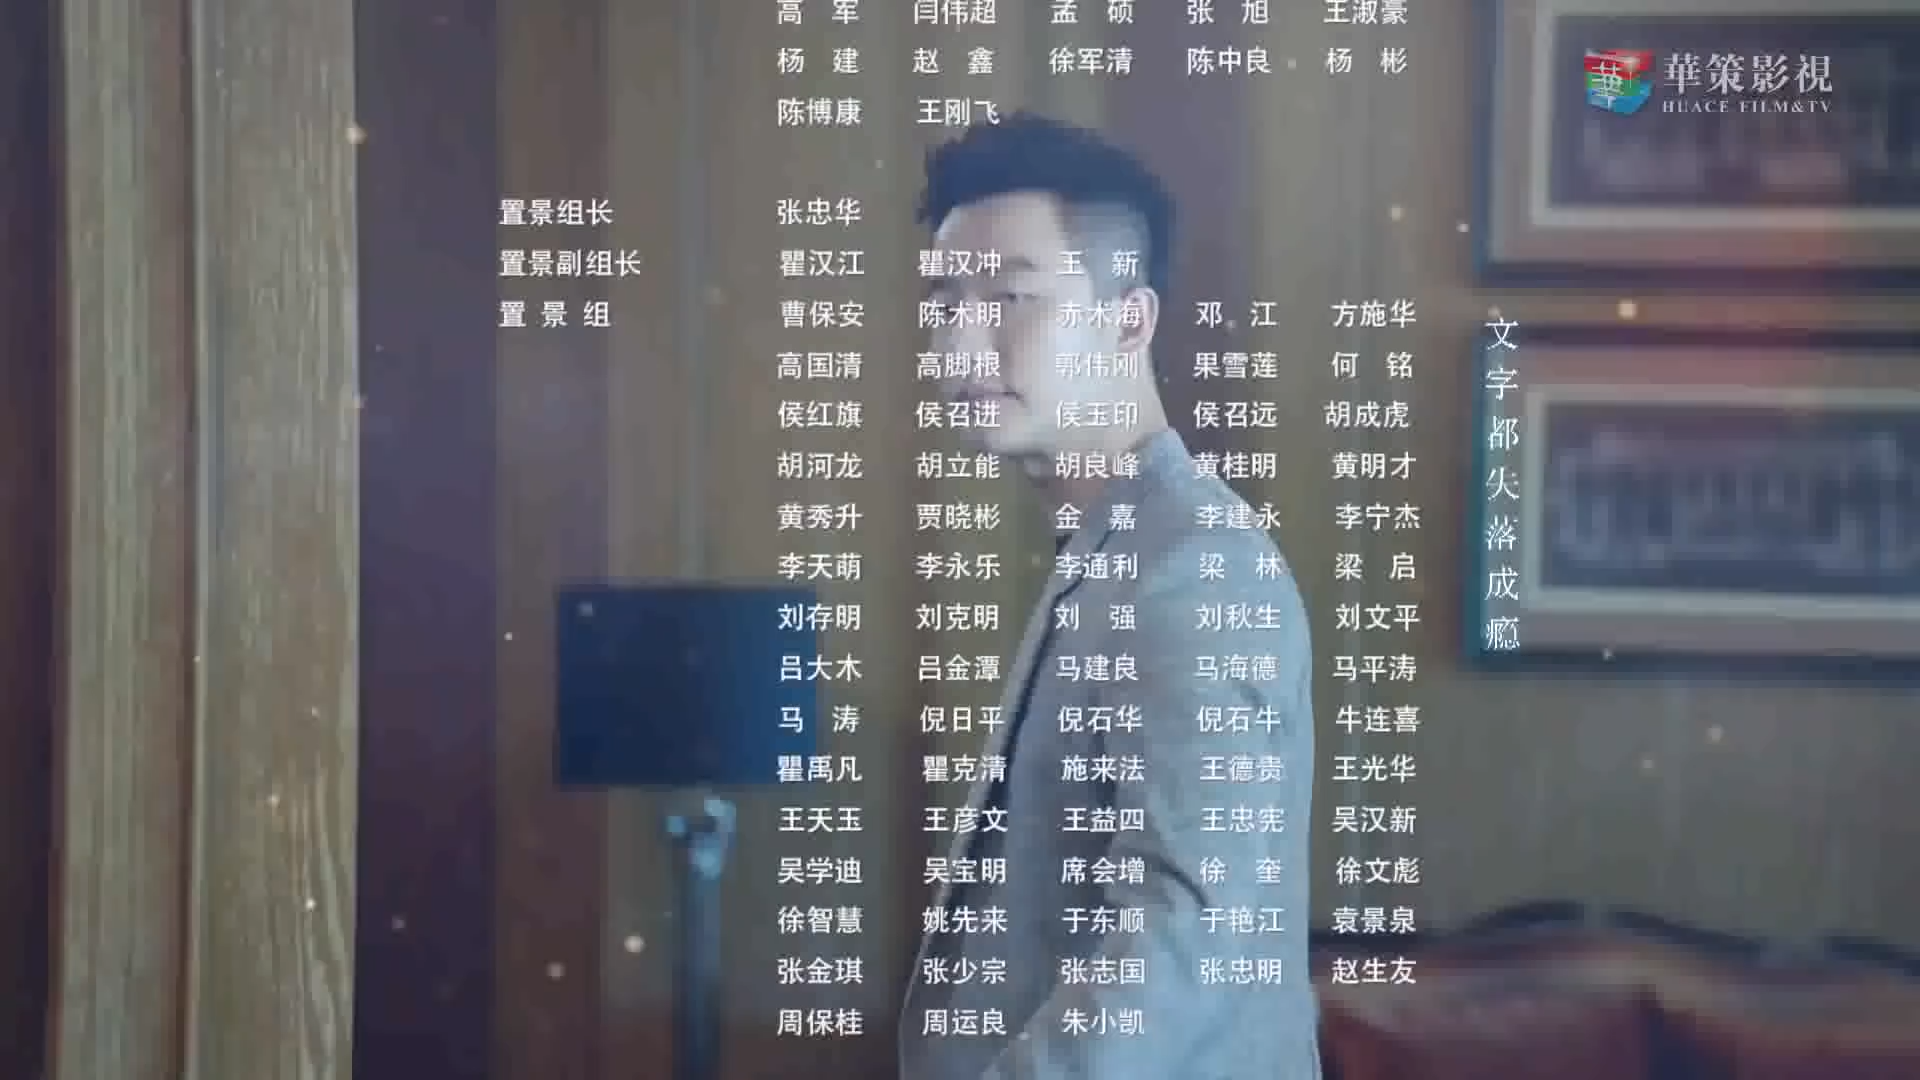 高 军 闫伟超 孟 硕 张 旭 王淑豪
杨 建 赵 鑫 徐军清 陈中良 杨 彬
陈博康 王刚飞
華策影視
HUACE FILM&TV
置景组长 张忠华
置景副组长 瞿汉江 瞿汉冲 王 新
置 景 组 曹保安 陈术明 赤术海 邓 江 方施华
高国清 高脚根 郭伟刚 果雪莲 何 铭
侯红旗 侯召进 侯玉印 侯召远 胡成虎
胡河龙 胡立能 胡良峰 黄桂明 黄明才
黄秀升 贾晓彬 金 嘉 李建永 李宁杰
李天萌 李永乐 李通利 梁 林 梁 启
刘存明 刘克明 刘 强 刘秋生 刘文平
吕大木 吕金潭 马建良 马海德 马平涛
马 涛 倪日平 倪石华 倪石牛 牛连喜
瞿禹凡 瞿克清 施来法 王德贵 王光华
王天玉 王彦文 王益四 王忠宪 吴汉新
吴学迪 吴宝明 席会增 徐 奎 徐文彪
徐智慧 姚先来 于东顺 于艳江 袁景泉
张金琪 张少宗 张志国 张忠明 赵生友
周保桂 周运良 朱小凯
文字都失落成瘾